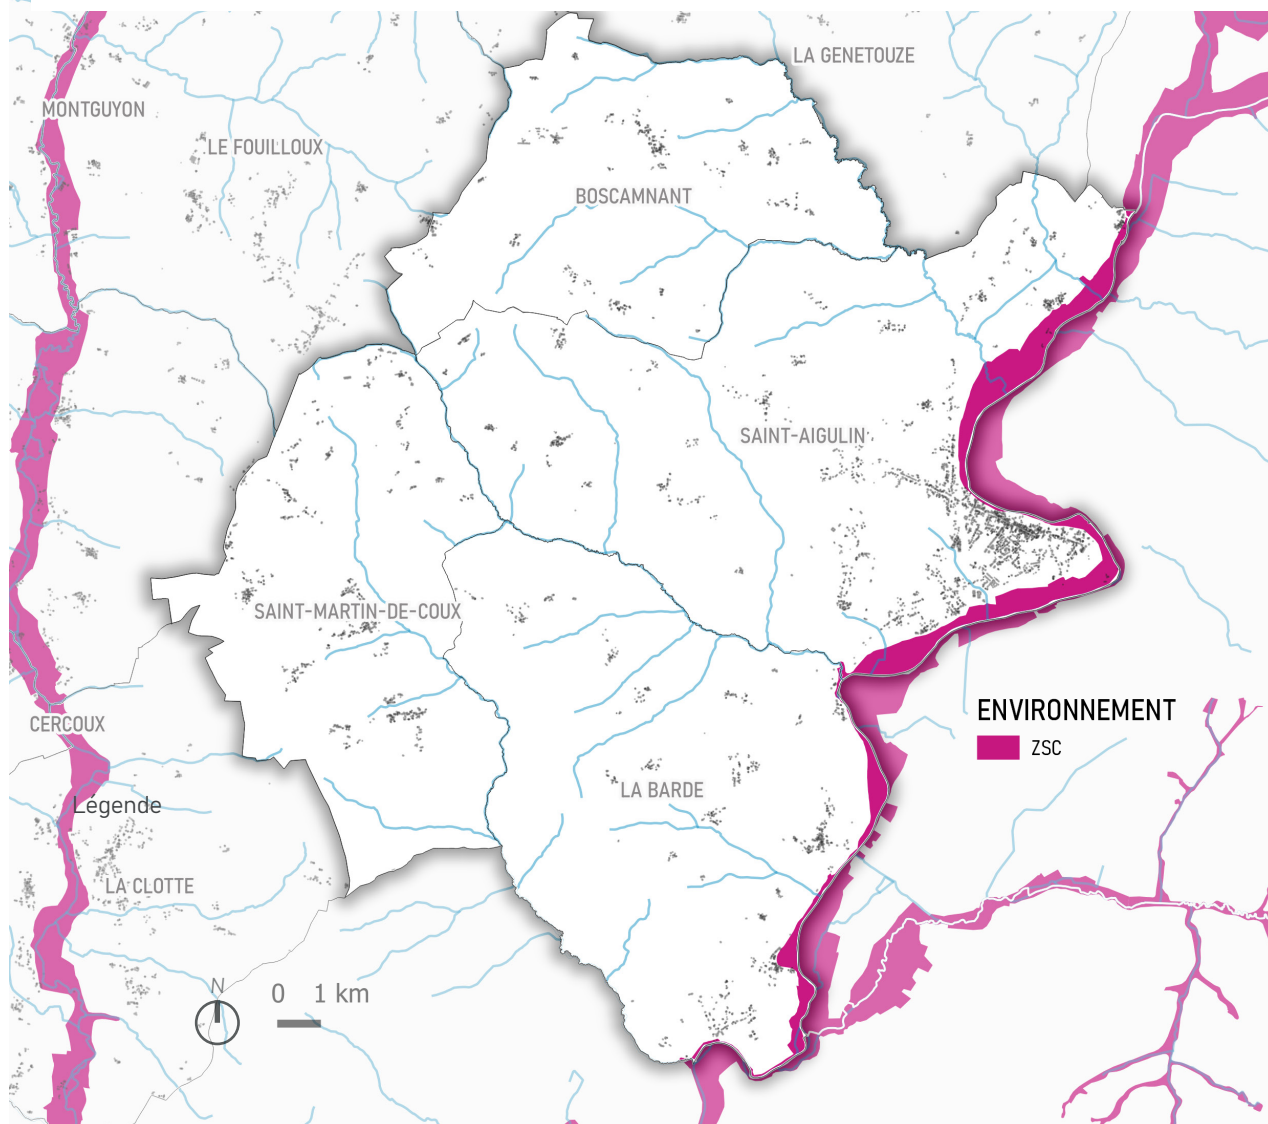 LA GENETOUZE
MONTGUYON
LE FOUILLOUX
BOSCAMNANT
SAINT-AIGULIN
SAINT-MARTIN-DE-COUX
ENVIRONNEMENT
CERCOUX
ZSC
LA BARDE
Légende
LA CLOTTE
N
0 1 km